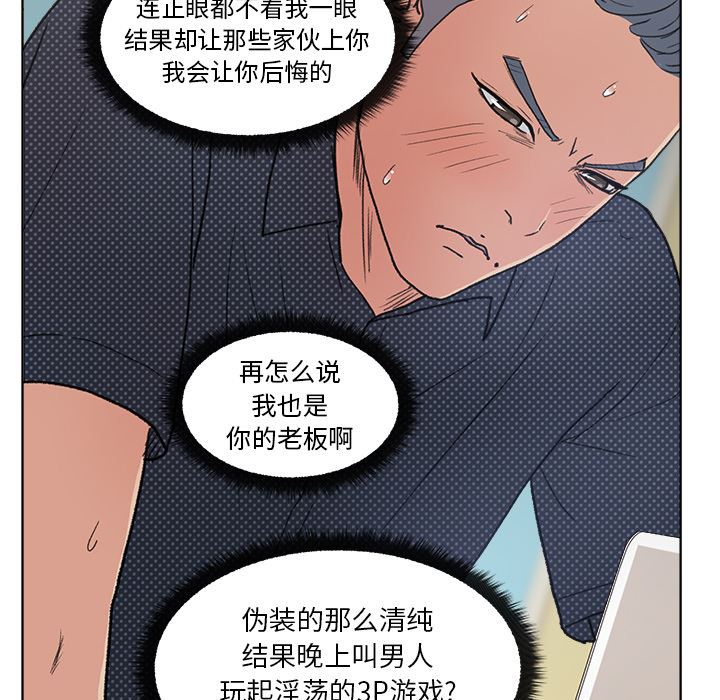 连正眼都不看我一眼
结果却让那些家伙上你
我会让你后悔的
再怎么说
我也是
你的老板啊
伪装的那么清纯
结果晚上叫男人
玩起淫荡的3P游戏?